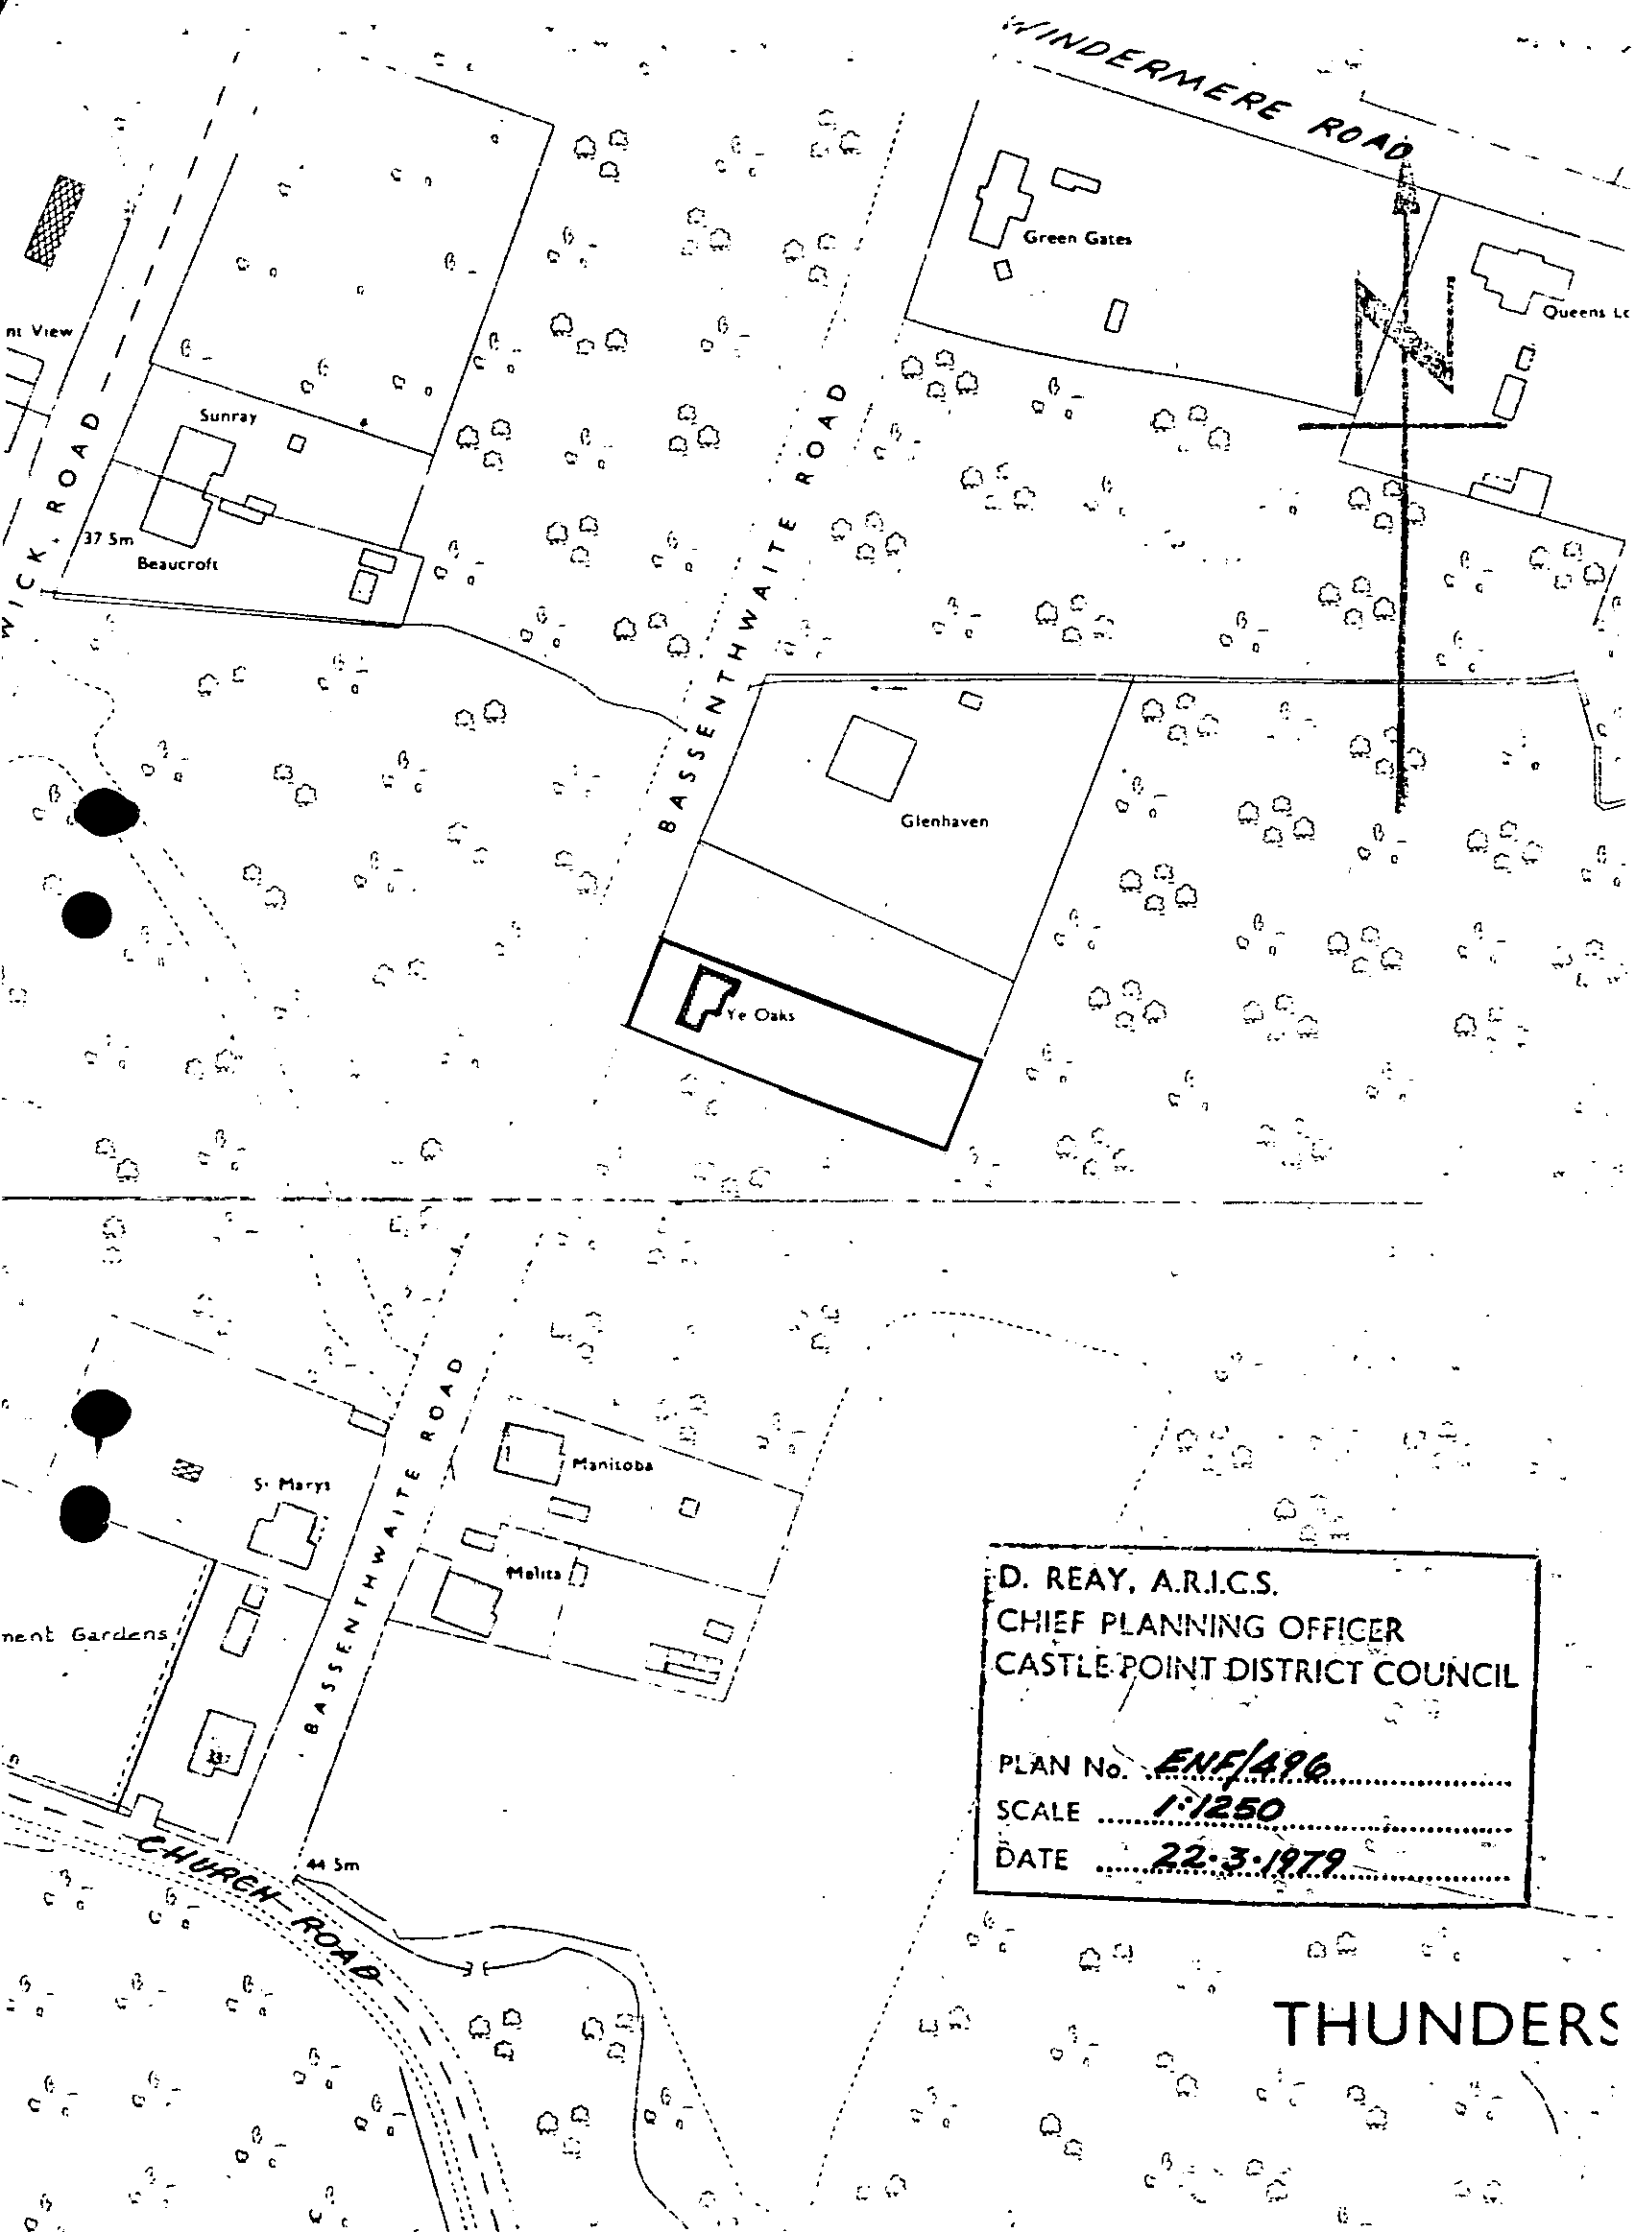 WINDERMERE ROAD
Green Gates
Queens
nt View
Sunray
WICK. ROAD
37 5m
Beaucroft
BASSENTHWAITE ROAD
Glenhaven
Ye Oaks
BASSENTHWAITE ROAD
Manitoba
St Marys
Melita
ment Gardens
CHURCH ROAD
44 5m
D. REAY, A.R.I.C.S.
CHIEF PLANNING OFFICER
CASTLE POINT DISTRICT COUNCIL
PLAN No. ENF/496
SCALE 1:1250
DATE 22·3·1979
THUNDERS
N